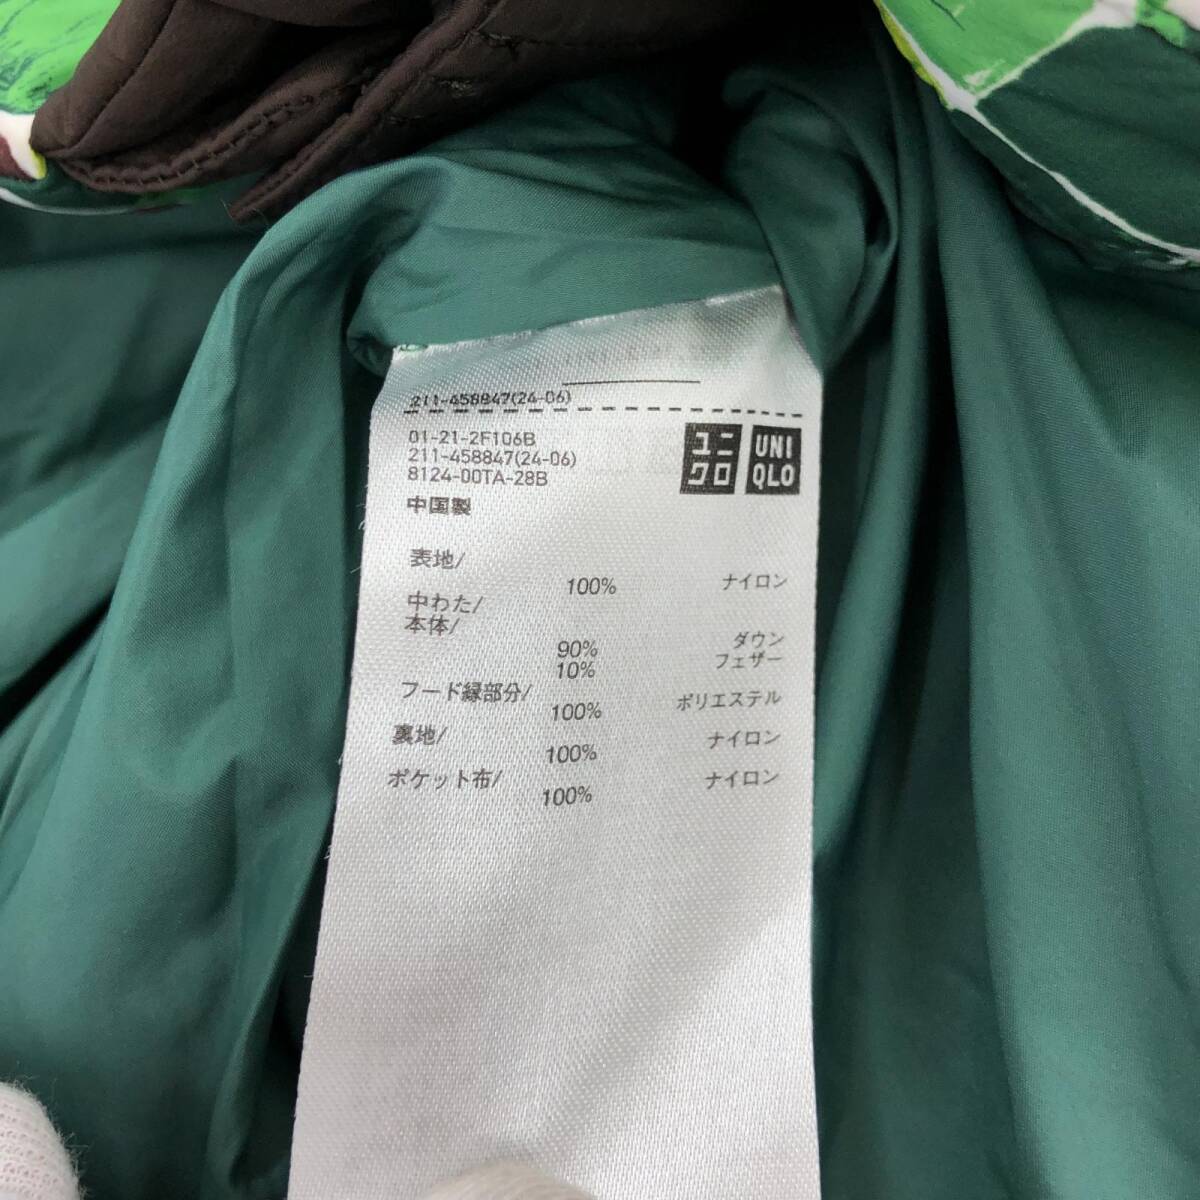 211-458847(24-06)
01-21-2F106B
211-458847(24-06)
8124-00TA-28B
ユニクロ
UNIQLO
中国製
表地/
100% ナイロン
中わた/
本体/
90% ダウン
10% フェザー
フード縁部分/
100% ポリエステル
裏地/
100% ナイロン
ポケット布/
100% ナイロン